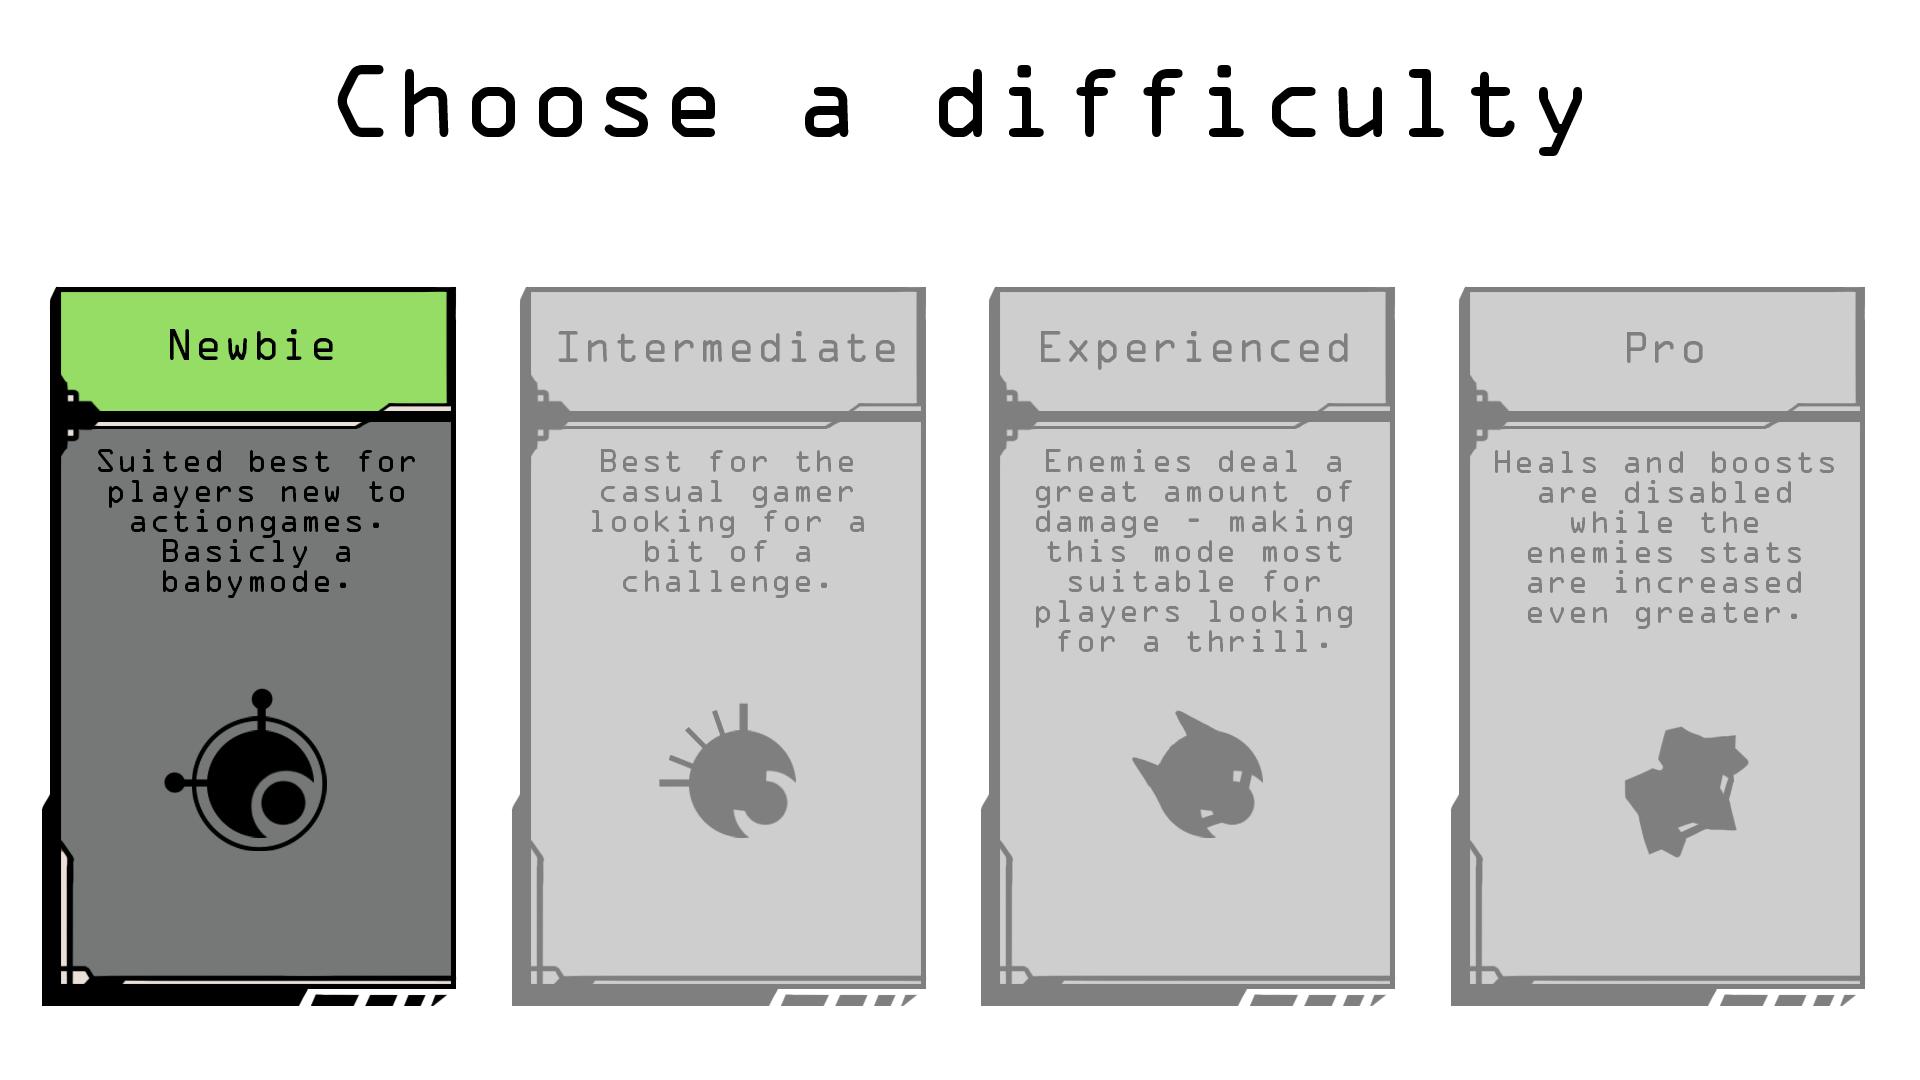 Choose a difficulty
Newbie
Suited best for
players new to
actiongames.
Basicly a
babymode.
Intermediate
Best for the
casual gamer
looking for a
bit of a
challenge.
Experienced
Enemies deal a
great amount of
damage - making
this mode most
suitable for
players looking
for a thrill.
Pro
Heals and boosts
are disabled
while the
enemies stats
are increased
even greater.